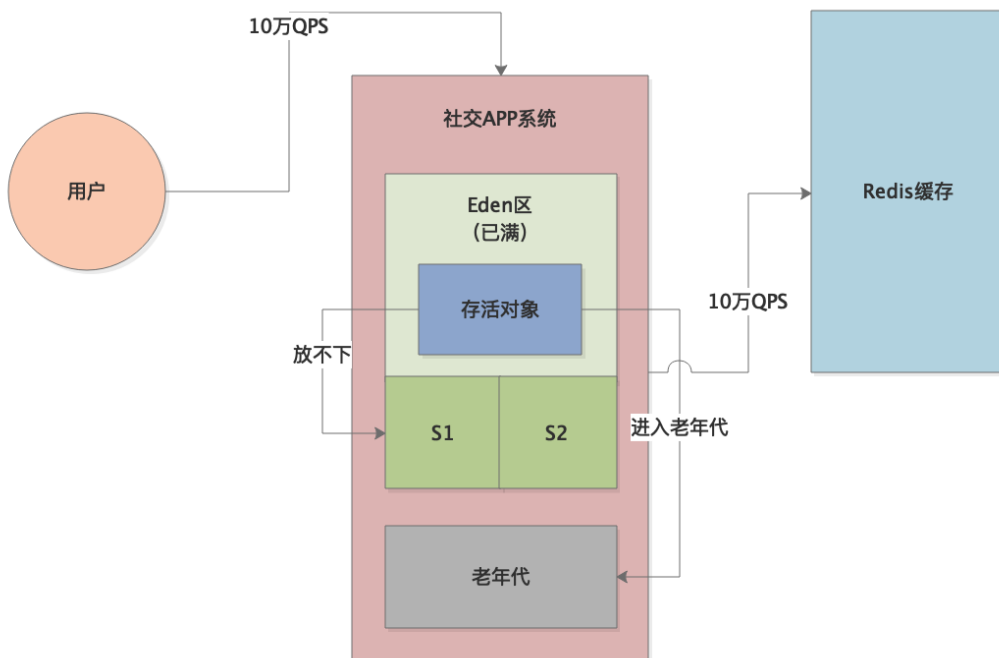 10万QPS
社交APP系统
用户
Eden区
（已满）
Redis缓存
存活对象
10万QPS
放不下
S1
S2
进入老年代
老年代